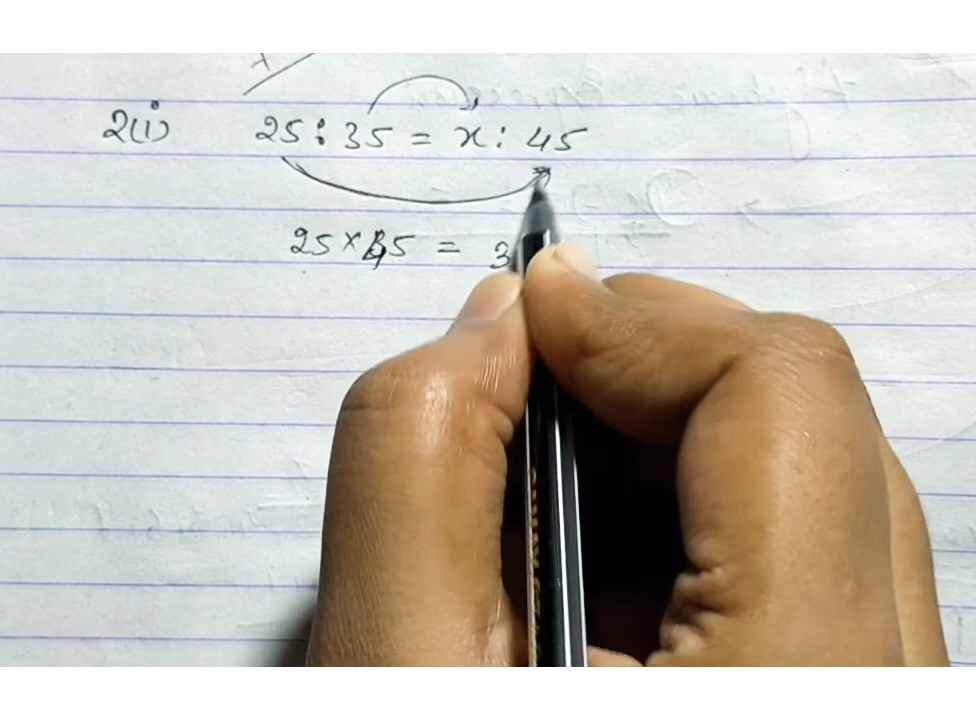 2(i) 25 : 35 = x : 45
25 × 45 = 3